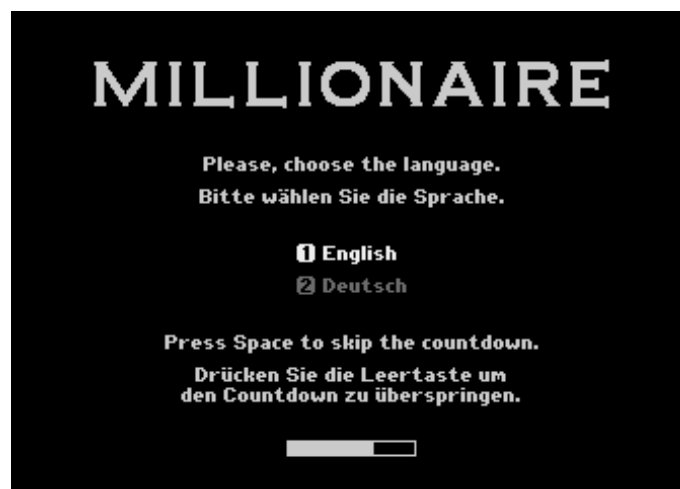 MILLIONAIRE
Please, choose the language.
Bitte wählen Sie die Sprache.
1 English
2 Deutsch
Press Space to skip the countdown.
Drücken Sie die Leertaste um
den Countdown zu überspringen.